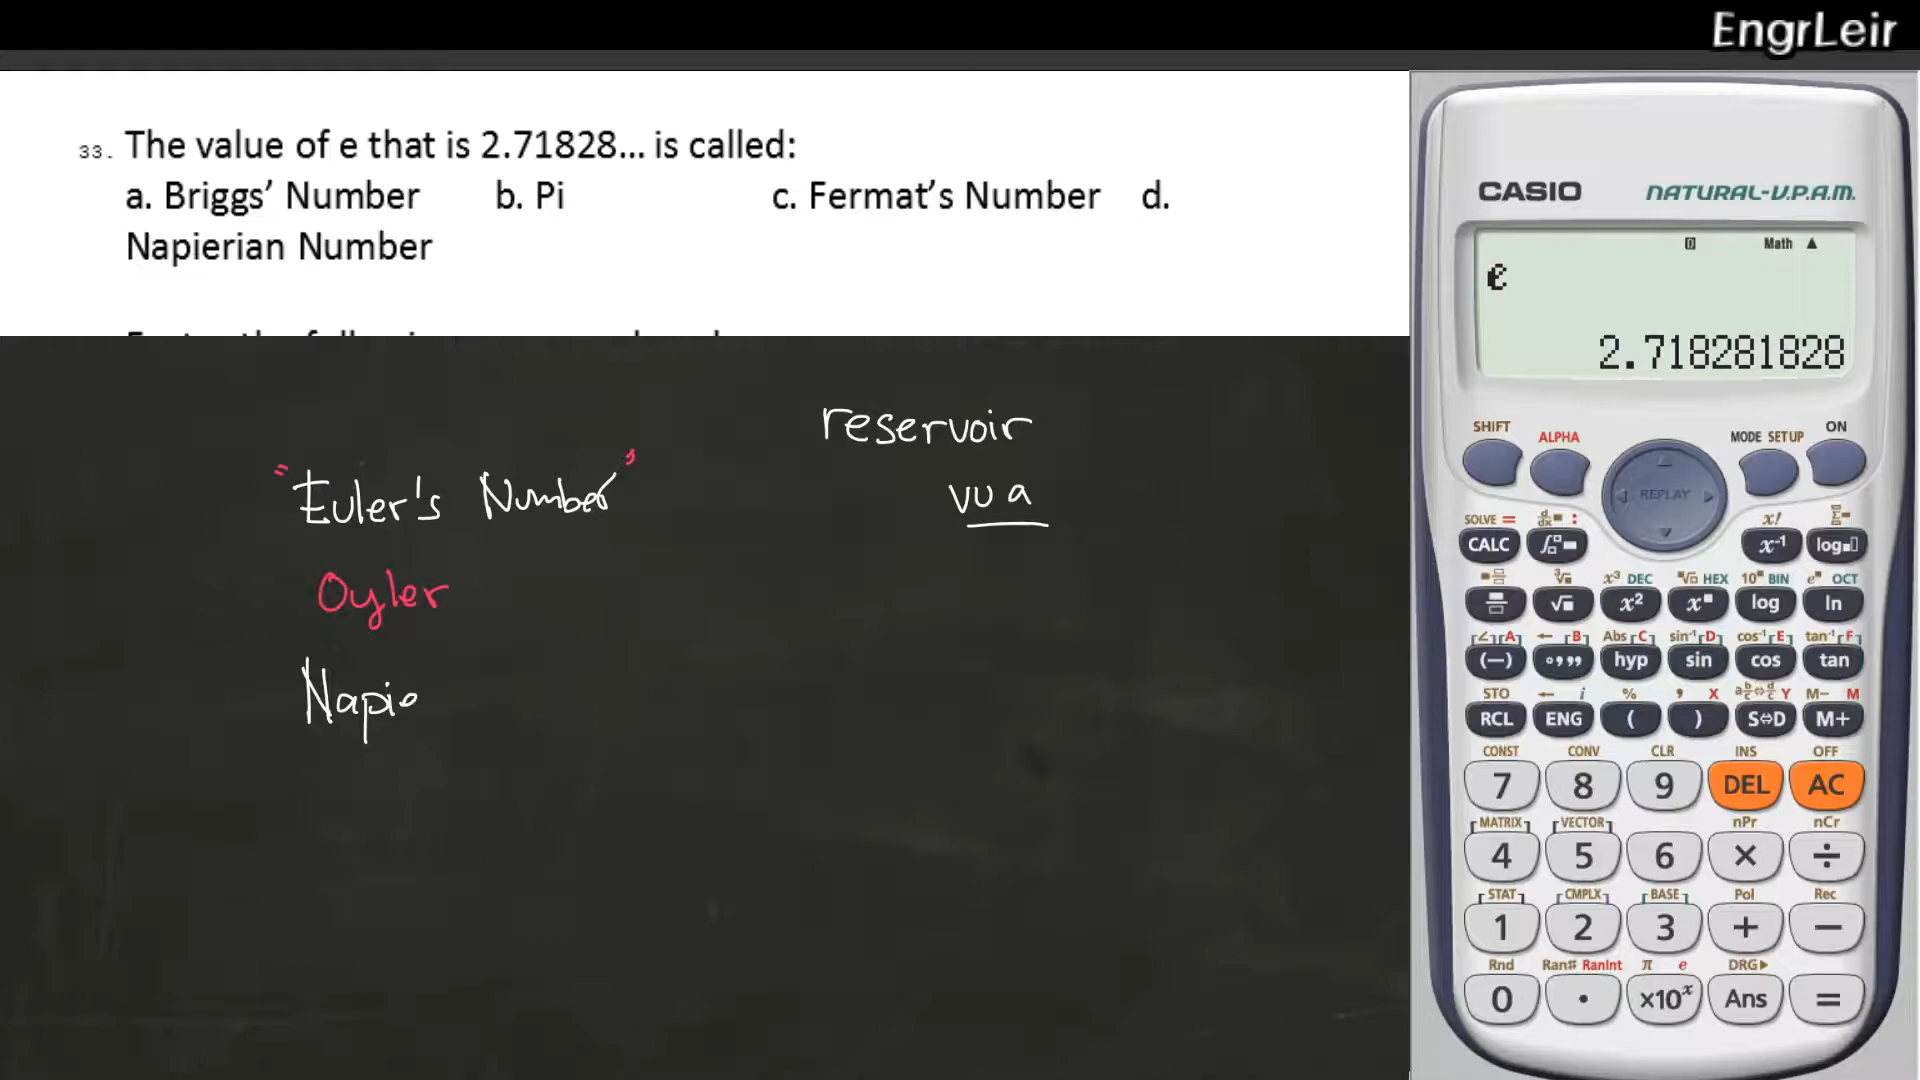 EngrLeir
33. The value of e that is 2.71828... is called:
a. Briggs' Number b. Pi c. Fermat's Number d.
Napierian Number
reservoir
"Euler's Number"
vu a
Oyler
Napie
CASIO NATURAL-V.P.A.M.
D Math ▲
e
2.718281828
SHIFT ALPHA MODE SETUP ON
REPLAY
SOLVE = d/dx : x! Σ
CALC ∫ x⁻¹ log
³√ x³ DEC √ HEX 10 BIN e OCT
√ x² x log ln
∠ A ← B Abs C sin⁻¹ D cos⁻¹ E tan⁻¹ F
(−) °,,, hyp sin cos tan
STO ← i % , X a b/c⇔d/c Y M− M
RCL ENG ( ) S⇔D M+
CONST CONV CLR INS OFF
7 8 9 DEL AC
MATRIX VECTOR nPr nCr
4 5 6 × ÷
STAT CMPLX BASE Pol Rec
1 2 3 + −
Rnd Ran# RanInt π e DRG▶
0 . ×10ˣ Ans =